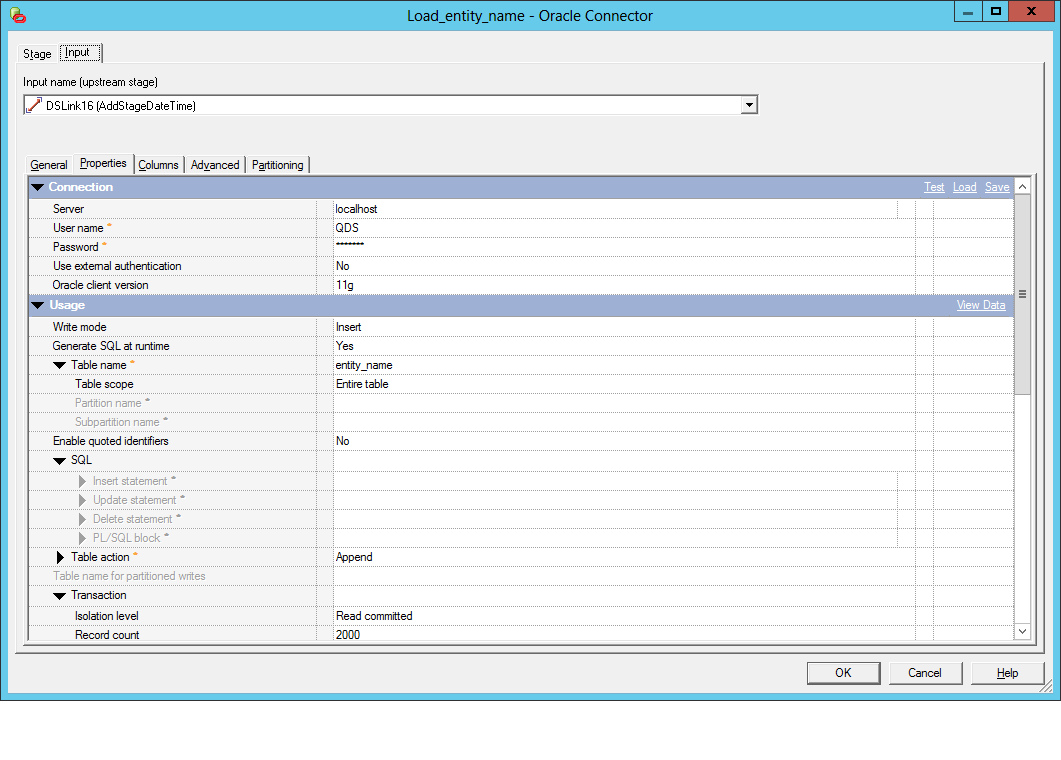 Load_entity_name - Oracle Connector
Stage Input
Input name (upstream stage)
DSLink16 (AddStageDateTime)
General Properties Columns Advanced Partitioning
Connection Test Load Save
Server localhost
User name * QDS
Password * *******
Use external authentication No
Oracle client version 11g
Usage View Data
Write mode Insert
Generate SQL at runtime Yes
Table name * entity_name
Table scope Entire table
Partition name *
Subpartition name *
Enable quoted identifiers No
SQL
Insert statement *
Update statement *
Delete statement *
PL/SQL block *
Table action * Append
Table name for partitioned writes
Transaction
Isolation level Read committed
Record count 2000
OK Cancel Help